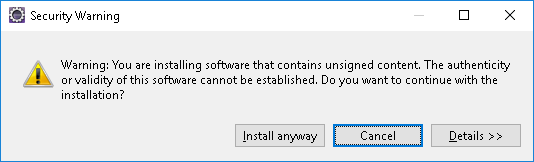 Security Warning
Warning: You are installing software that contains unsigned content. The authenticity
or validity of this software cannot be established. Do you want to continue with the
installation?
Install anyway
Cancel
Details >>